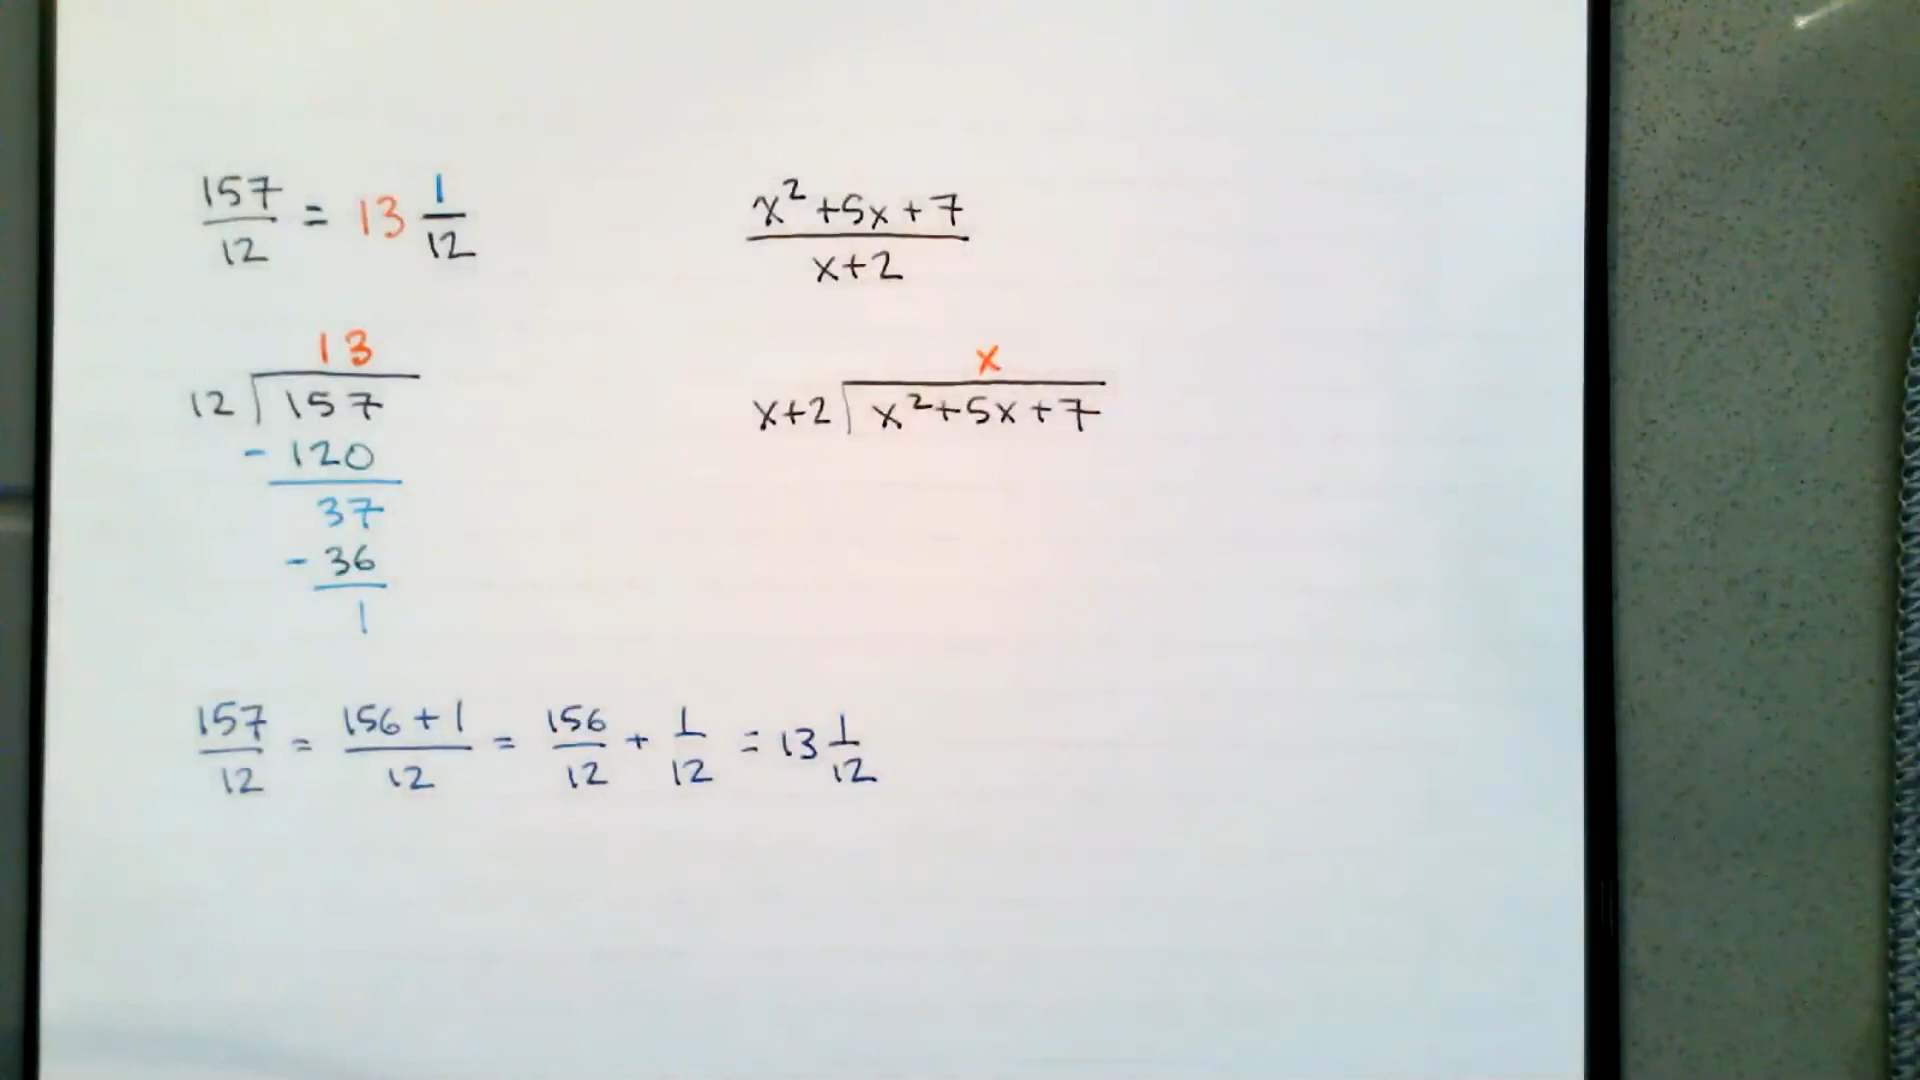 157/12 = 13 1/12
13
12 157
- 120
37
- 36
1
x²+5x+7
x+2
x
x+2 x²+5x+7
157/12 = 156+1/12 = 156/12 + 1/12 = 13 1/12